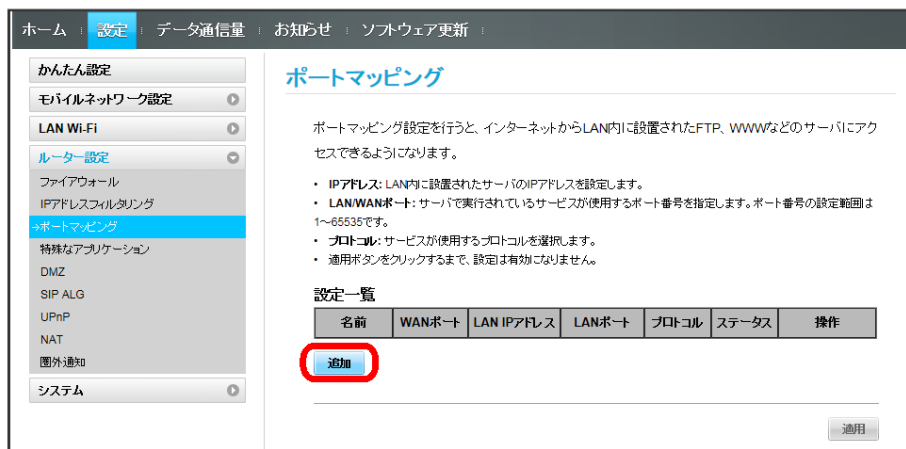 ホーム 設定 データ通信量 お知らせ ソフトウェア更新
かんたん設定
モバイルネットワーク設定
LAN Wi-Fi
ルーター設定
ファイアウォール
IPアドレスフィルタリング
→ポートマッピング
特殊なアプリケーション
DMZ
SIP ALG
UPnP
NAT
圏外通知
システム
ポートマッピング
ポートマッピング設定を行うと、インターネットからLAN内に設置されたFTP、WWWなどのサーバにアク
セスできるようになります。
・ IPアドレス: LAN内に設置されたサーバのIPアドレスを設定します。
・ LAN/WANポート: サーバで実行されているサービスが使用するポート番号を指定します。ポート番号の設定範囲は
1～65535です。
・ プロトコル: サービスが使用するプロトコルを選択します。
・ 適用ボタンをクリックするまで、設定は有効になりません。
設定一覧
名前 WANポート LAN IPアドレス LANポート プロトコル ステータス 操作
追加
適用